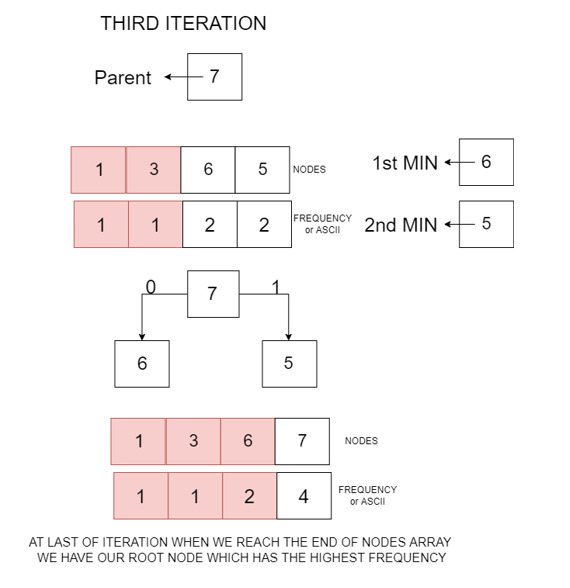 THIRD ITERATION
Parent
7
1 3 6 5 NODES
1st MIN 6
1 1 2 2 FREQUENCY
or ASCII
2nd MIN 5
0 7 1
6 5
1 3 6 7 NODES
1 1 2 4 FREQUENCY
or ASCII
AT LAST OF ITERATION WHEN WE REACH THE END OF NODES ARRAY
WE HAVE OUR ROOT NODE WHICH HAS THE HIGHEST FREQUENCY